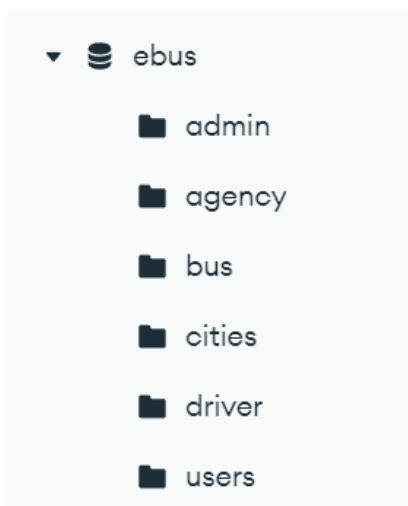 ebus
admin
agency
bus
cities
driver
users